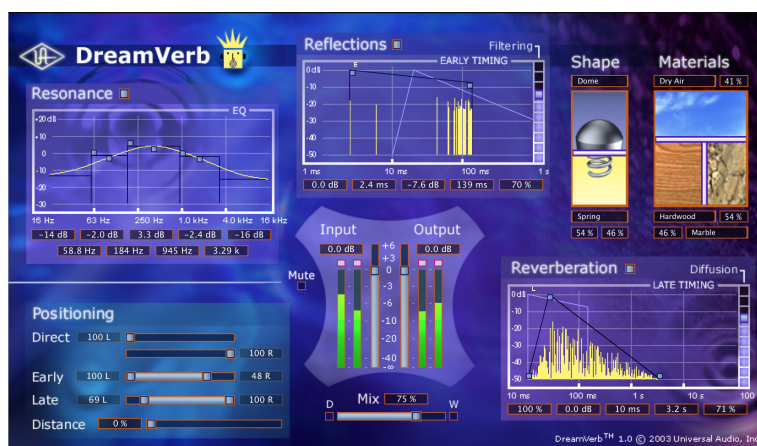 DreamVerb
Resonance
EQ
+20dB
+10
0
-10
-20
-30
16 Hz 63 Hz 250 Hz 1.0 kHz 4.0 kHz 16 kHz
-14 dB -2.0 dB 3.3 dB -2.4 dB -16 dB
58.8 Hz 184 Hz 945 Hz 3.29 k
Reflections Filtering
EARLY TIMING
E
0dB
-10
-20
-30
-40
-50
1 ms 10 ms 100 ms 1 s
0.0 dB 2.4 ms -7.6 dB 139 ms 70 %
Shape
Dome
Spring
54 % 46 %
Materials
Dry Air 41 %
Hardwood 54 %
46 % Marble
Input Output
0.0 dB 0.0 dB
+6
+3
0
-3
-6
-10
-20
-40
-∞
Mute
Mix 75 %
D W
Positioning
Direct 100 L
100 R
Early 100 L 48 R
Late 69 L 100 R
Distance 0 %
Reverberation Diffusion
LATE TIMING
L
0dB
-10
-20
-30
-40
-50
10 ms 100 ms 1 s 10 s 100
100 % 0.0 dB 10 ms 3.2 s 71 %
DreamVerb™ 1.0 © 2003 Universal Audio, Inc